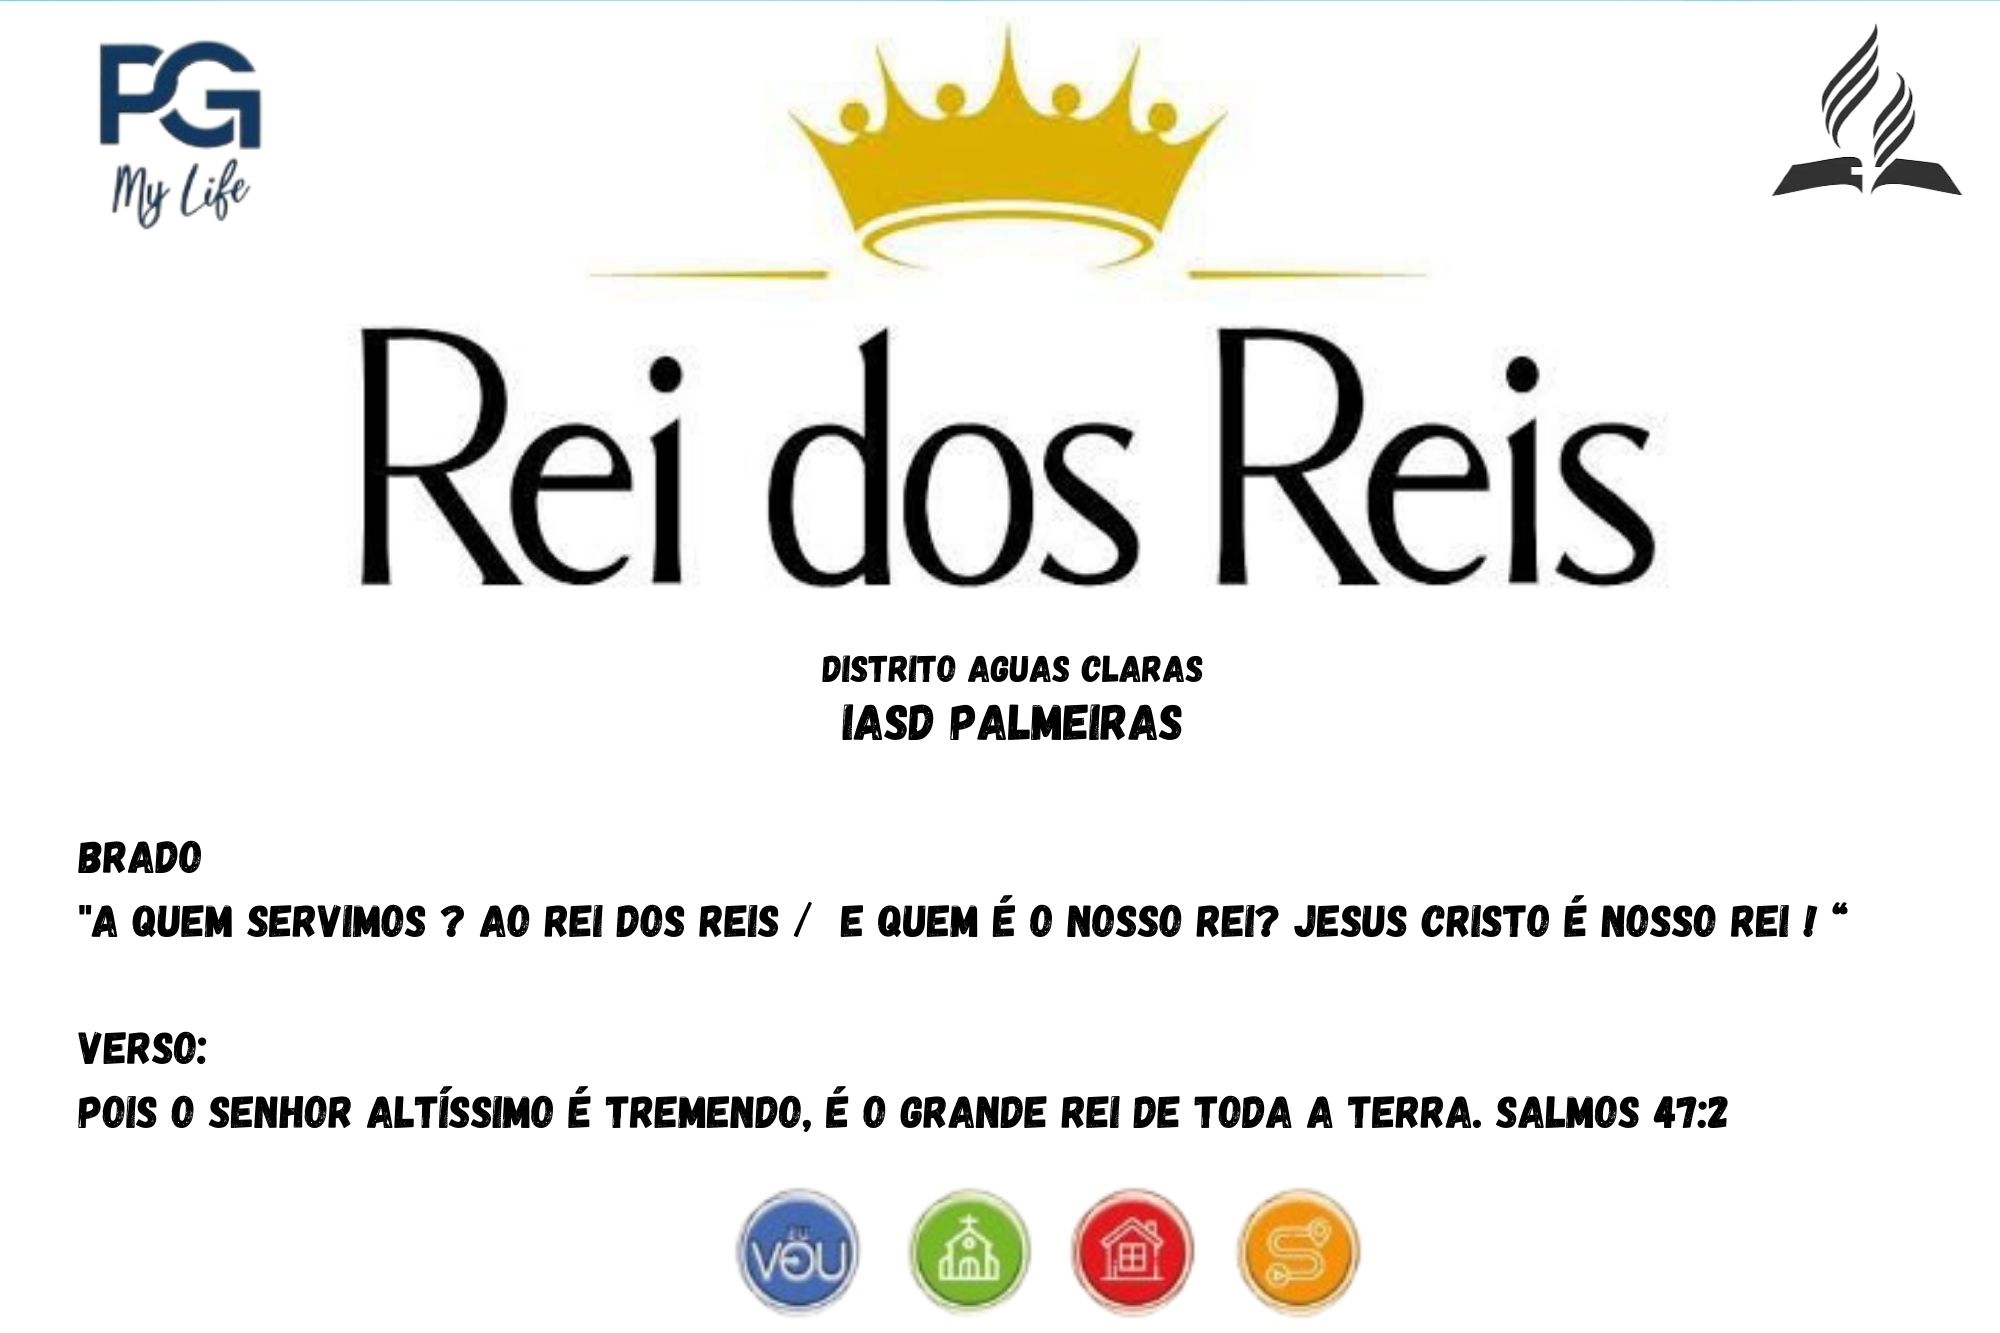 PG
My Life
Rei dos Reis
DISTRITO AGUAS CLARAS
IASD PALMEIRAS
BRADO
"A QUEM SERVIMOS ? AO REI DOS REIS /  E QUEM É O NOSSO REI? JESUS CRISTO É NOSSO REI ! “
VERSO:
POIS O SENHOR ALTÍSSIMO É TREMENDO, É O GRANDE REI DE TODA A TERRA. SALMOS 47:2
EU
VOU